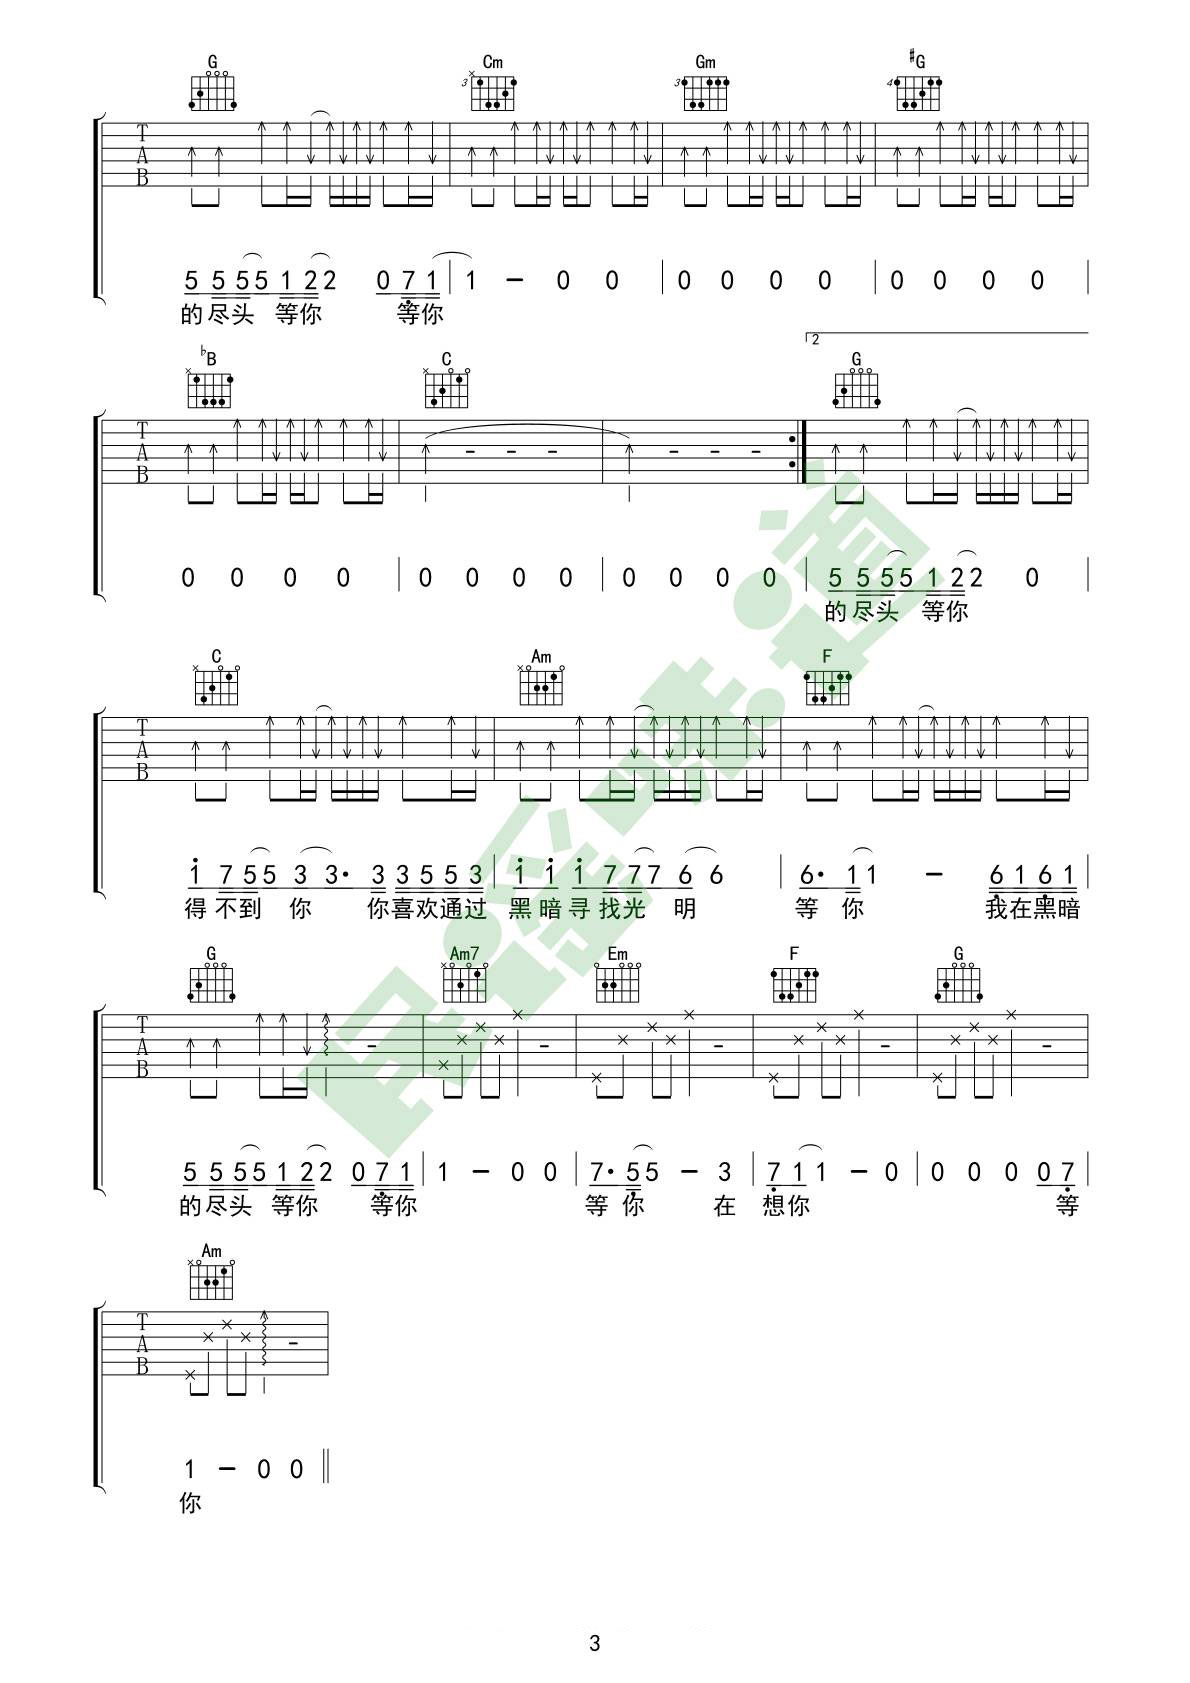 G Cm Gm #G
3 3 4
T A B
5 5 5 5 1 2 2 0 7 1 | 1 - 0 0 | 0 0 0 0 | 0 0 0 0 |
的 尽 头 等 你 等 你
♭B C 2 G
T A B
0 0 0 0 | 0 0 0 0 | 0 0 0 0 | 5 5 5 5 1 2 2 0 |
的 尽 头 等 你
C Am F
T A B
1 7 5 5 3 3· 3 3 5 5 3 | 1 1 1 7 7 7 6 6 | 6· 1 1 - 6 1 6 1 |
得 不 到 你 你 喜 欢 通 过 黑 暗 寻 找 光 明 等 你 我 在 黑 暗
G Am7 Em F G
T A B
5 5 5 5 1 2 2 0 7 1 | 1 - 0 0 | 7· 5 5 - 3 | 7 1 1 - 0 | 0 0 0 0 7 |
的 尽 头 等 你 等 你 等 你 在 想 你 等
Am
T A B
1 - 0 0 ||
你
民谣味道
3